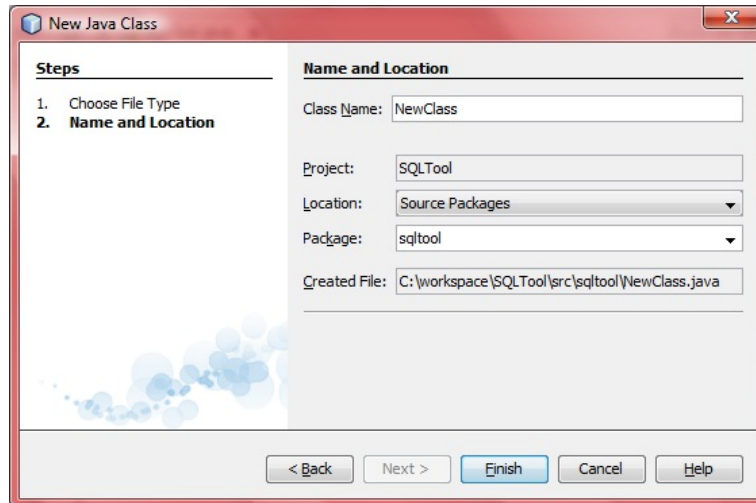 New Java Class
Steps
1. Choose File Type
2. Name and Location
Name and Location
Class Name: NewClass
Project: SQLTool
Location: Source Packages
Package: sqltool
Created File: C:\workspace\SQLTool\src\sqltool\NewClass.java
< Back Next > Finish Cancel Help